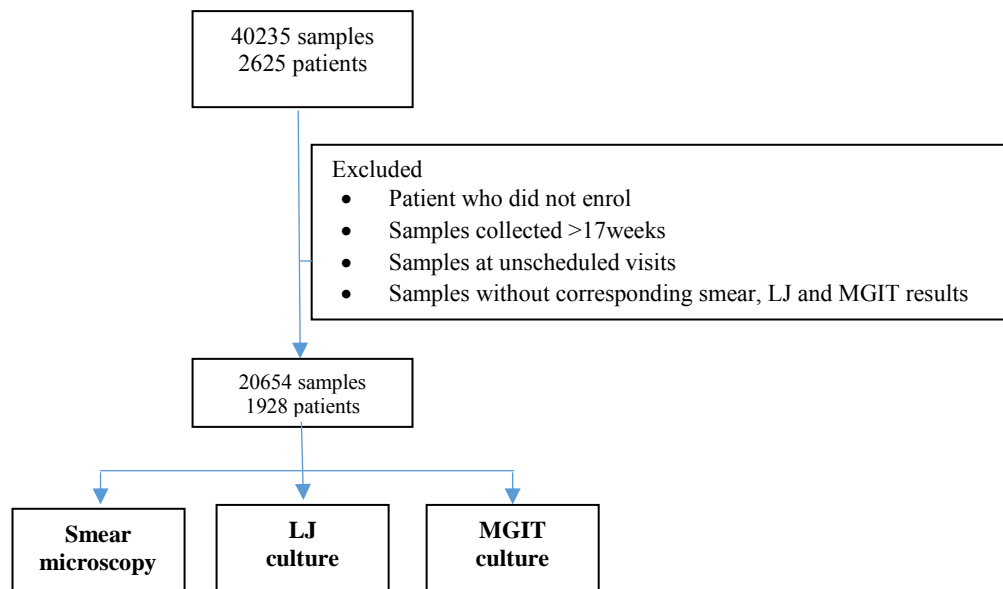 40235 samples
2625 patients
Excluded
• Patient who did not enrol
• Samples collected >17weeks
• Samples at unscheduled visits
• Samples without corresponding smear, LJ and MGIT results
20654 samples
1928 patients
Smear
microscopy
LJ
culture
MGIT
culture